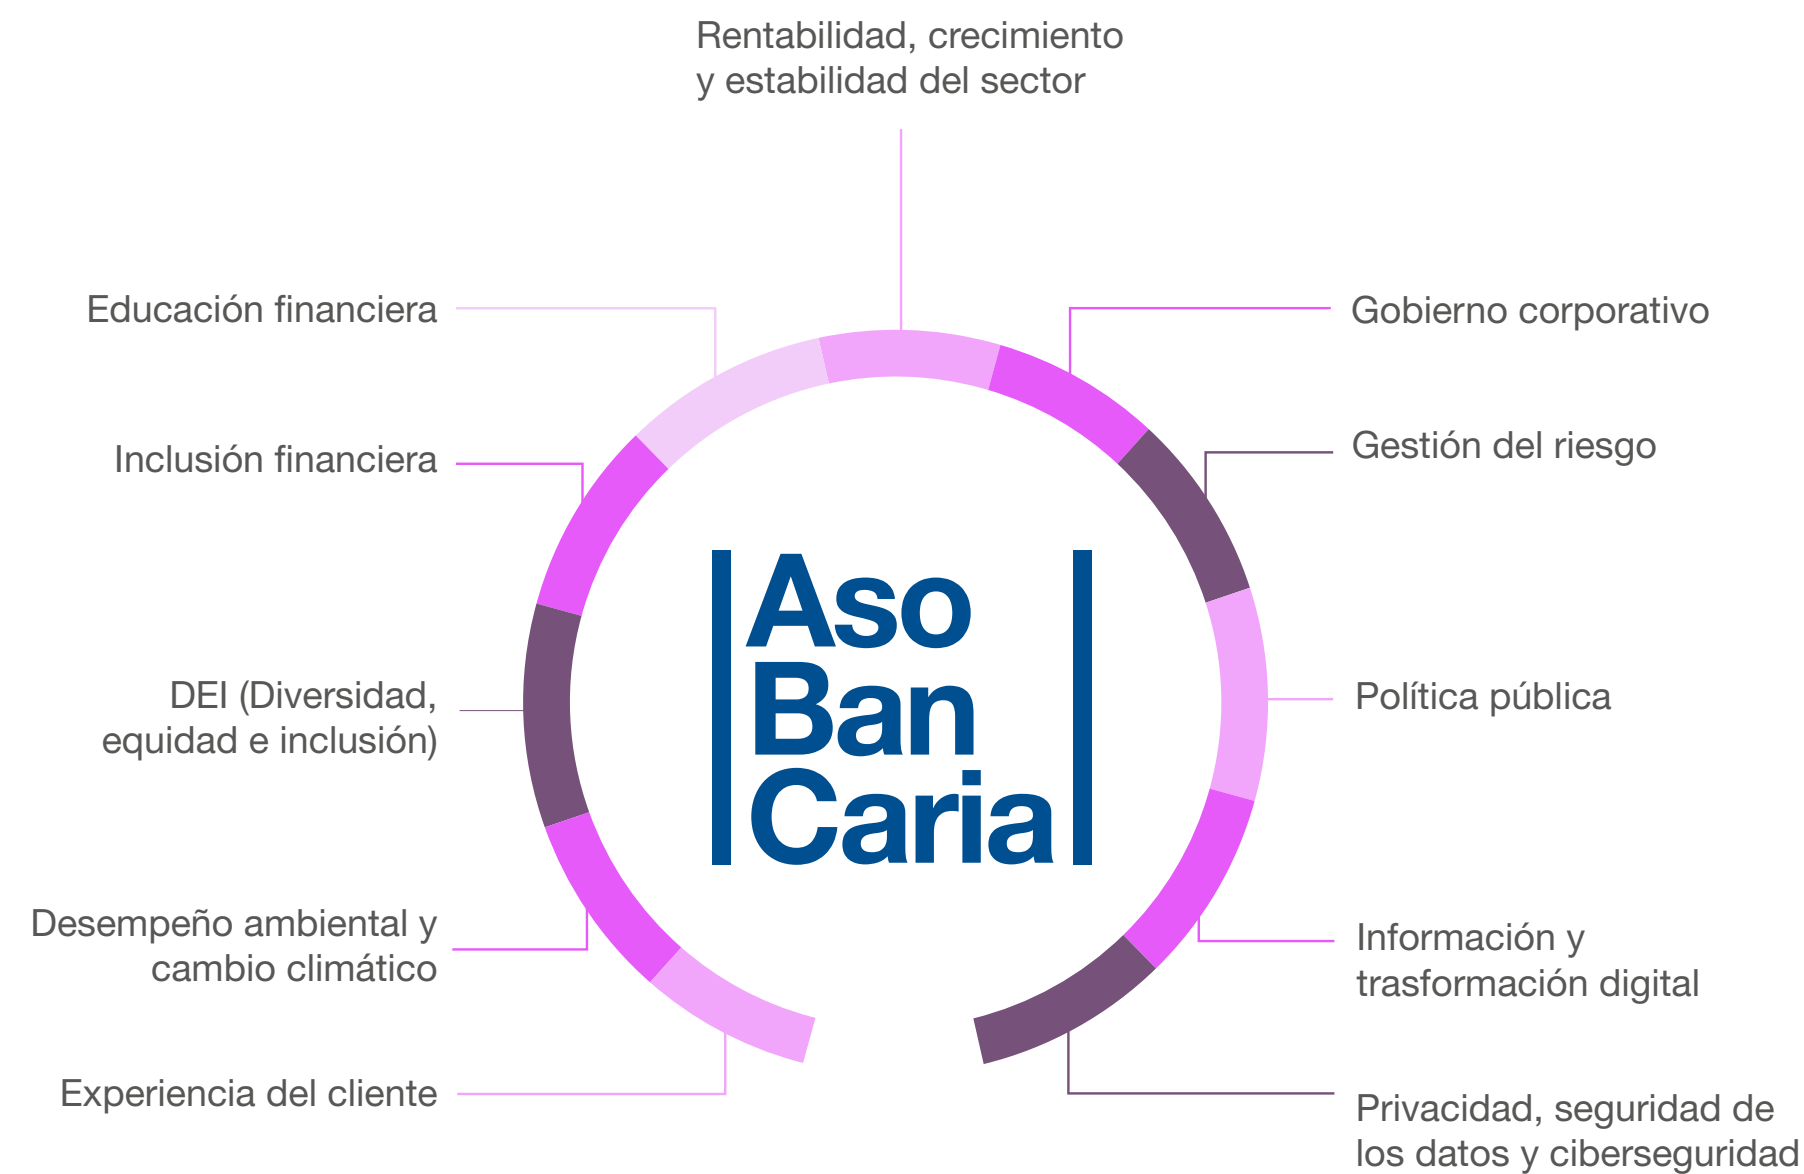 Rentabilidad, crecimiento
y estabilidad del sector
Educación financiera
Gobierno corporativo
Inclusión financiera
Gestión del riesgo
Aso
Ban
Caria
DEI (Diversidad,
equidad e inclusión)
Política pública
Desempeño ambiental y
cambio climático
Información y
trasformación digital
Experiencia del cliente
Privacidad, seguridad de
los datos y ciberseguridad